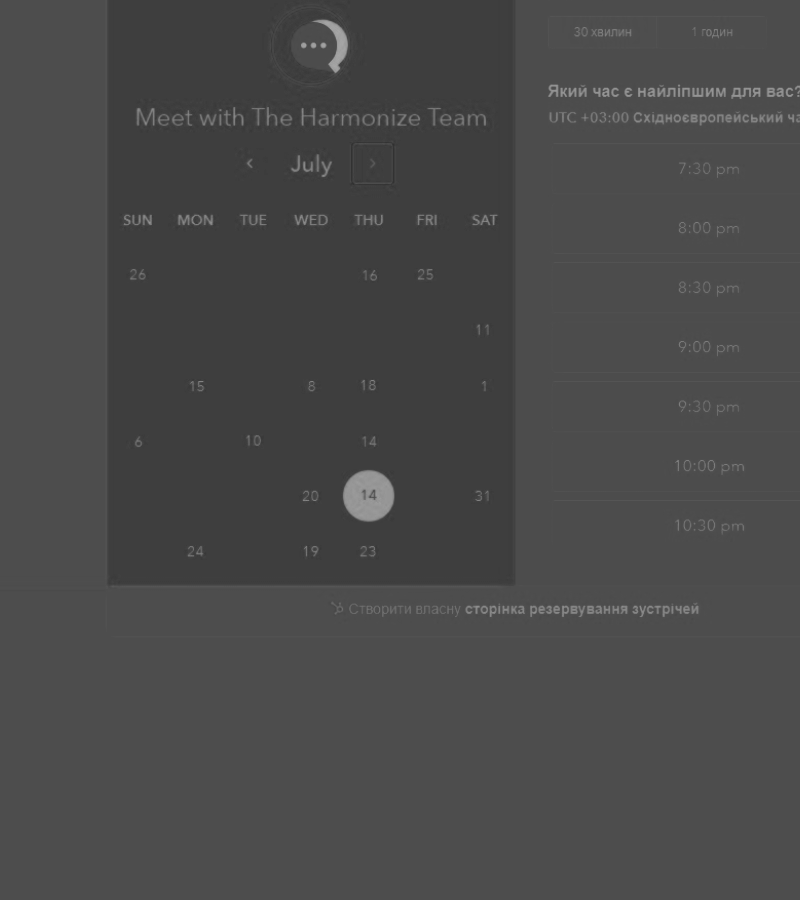 Meet with The Harmonize Team
July
SUN MON TUE WED THU FRI SAT
26 16 25
11
15 8 18 1
6 10 14
20 14 31
24 19 23
30 хвилин 1 годин
Який час є найліпшим для вас?
UTC +03:00 Східноєвропейський ча
7:30 pm
8:00 pm
8:30 pm
9:00 pm
9:30 pm
10:00 pm
10:30 pm
Створити власну сторінка резервування зустрічей